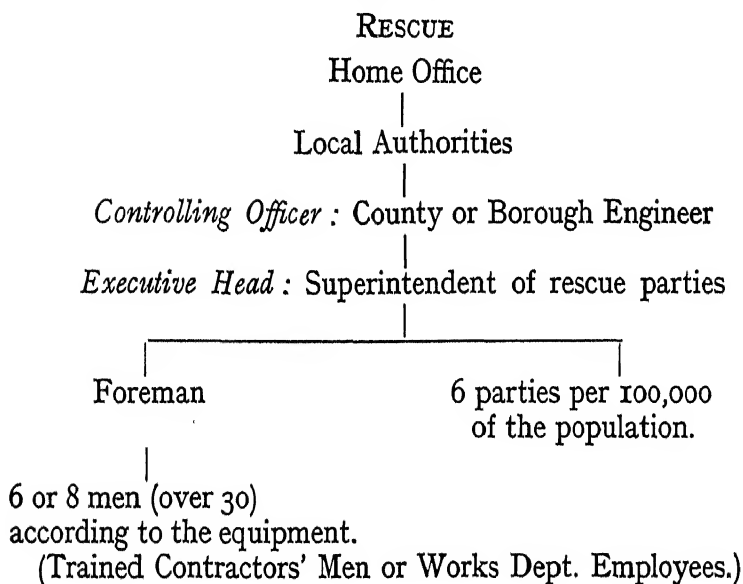 RESCUE
Home Office
Local Authorities
Controlling Officer : County or Borough Engineer
Executive Head : Superintendent of rescue parties
Foreman
6 parties per 100,000
of the population.
6 or 8 men (over 30)
according to the equipment.
(Trained Contractors' Men or Works Dept. Employees.)